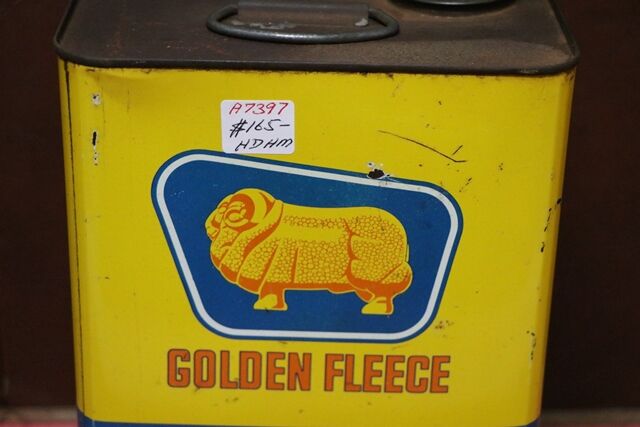 A7397
$165-
HDHM
GOLDEN FLEECE